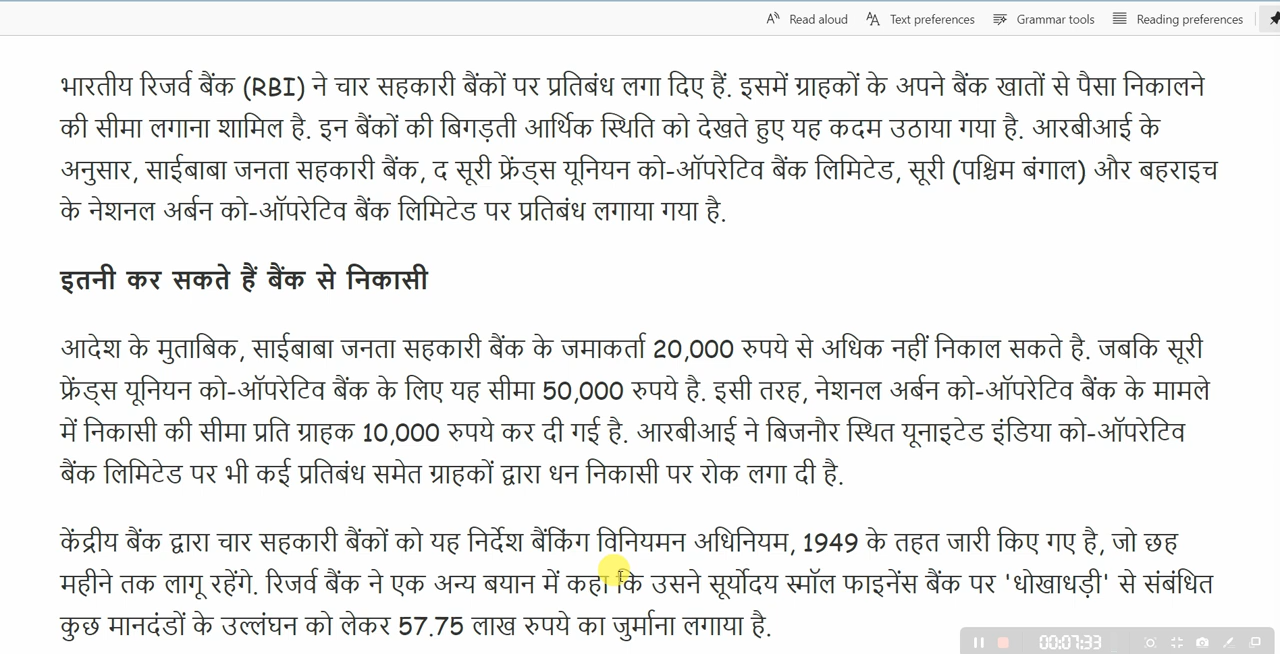 Read aloud Text preferences Grammar tools Reading preferences
भारतीय रिजर्व बैंक (RBI) ने चार सहकारी बैंकों पर प्रतिबंध लगा दिए हैं. इसमें ग्राहकों के अपने बैंक खातों से पैसा निकालने
की सीमा लगाना शामिल है. इन बैंकों की बिगड़ती आर्थिक स्थिति को देखते हुए यह कदम उठाया गया है. आरबीआई के
अनुसार, साईबाबा जनता सहकारी बैंक, द सूरी फ्रेंड्स यूनियन को-ऑपरेटिव बैंक लिमिटेड, सूरी (पश्चिम बंगाल) और बहराइच
के नेशनल अर्बन को-ऑपरेटिव बैंक लिमिटेड पर प्रतिबंध लगाया गया है.
इतनी कर सकते हैं बैंक से निकासी
आदेश के मुताबिक, साईबाबा जनता सहकारी बैंक के जमाकर्ता 20,000 रुपये से अधिक नहीं निकाल सकते है. जबकि सूरी
फ्रेंड्स यूनियन को-ऑपरेटिव बैंक के लिए यह सीमा 50,000 रुपये है. इसी तरह, नेशनल अर्बन को-ऑपरेटिव बैंक के मामले
में निकासी की सीमा प्रति ग्राहक 10,000 रुपये कर दी गई है. आरबीआई ने बिजनौर स्थित यूनाइटेड इंडिया को-ऑपरेटिव
बैंक लिमिटेड पर भी कई प्रतिबंध समेत ग्राहकों द्वारा धन निकासी पर रोक लगा दी है.
केंद्रीय बैंक द्वारा चार सहकारी बैंकों को यह निर्देश बैंकिंग विनियमन अधिनियम, 1949 के तहत जारी किए गए है, जो छह
महीने तक लागू रहेंगे. रिजर्व बैंक ने एक अन्य बयान में कहा कि उसने सूर्योदय स्मॉल फाइनेंस बैंक पर 'धोखाधड़ी' से संबंधित
कुछ मानदंडों के उल्लंघन को लेकर 57.75 लाख रुपये का जुर्माना लगाया है.
00:07:33